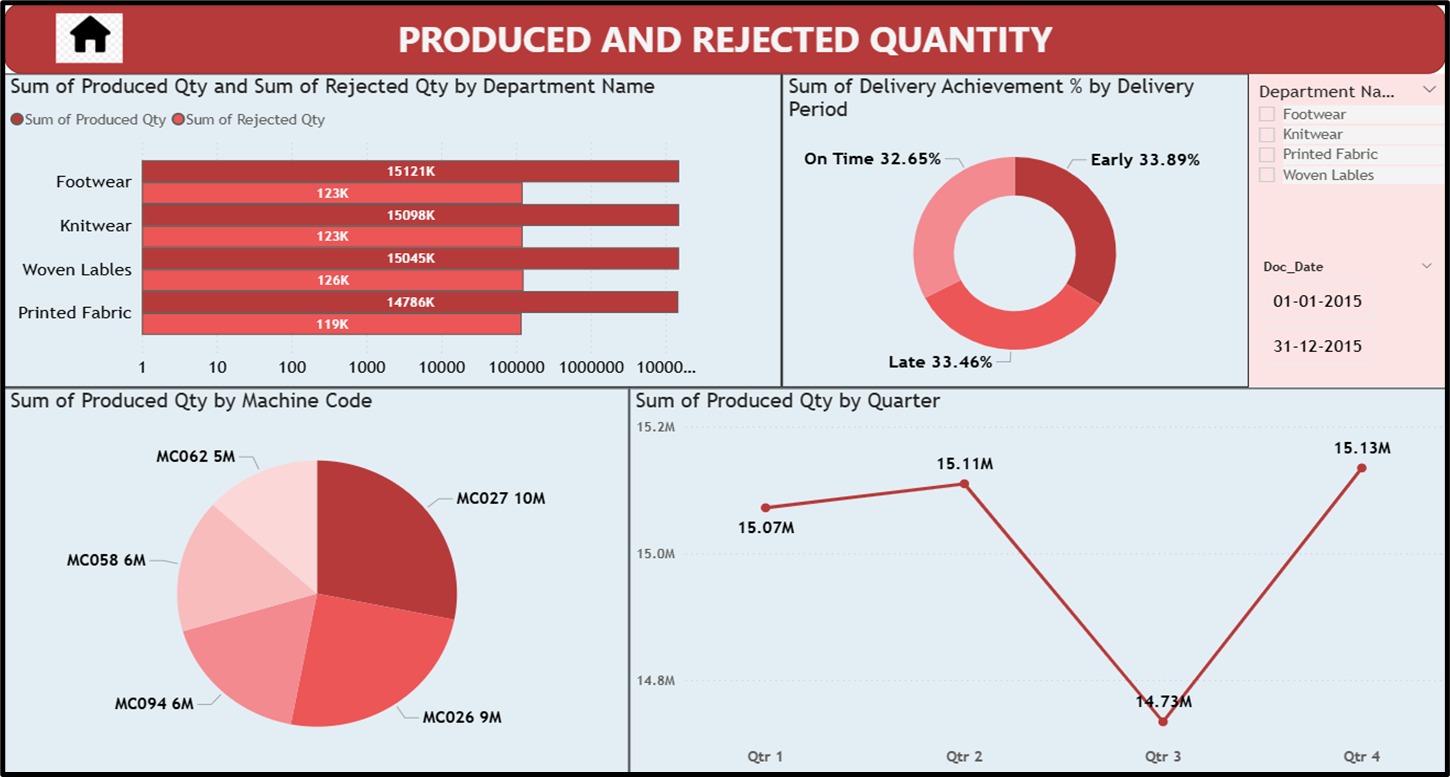 PRODUCED AND REJECTED QUANTITY
Sum of Produced Qty and Sum of Rejected Qty by Department Name
Sum of Produced Qty Sum of Rejected Qty
Footwear
15121K
123K
Knitwear
15098K
123K
Woven Lables
15045K
126K
Printed Fabric
14786K
119K
1 10 100 1000 10000 100000 1000000 10000...
Sum of Delivery Achievement % by Delivery
Period
On Time 32.65%
Early 33.89%
Late 33.46%
Department Na...
Footwear
Knitwear
Printed Fabric
Woven Lables
Doc_Date
01-01-2015
31-12-2015
Sum of Produced Qty by Machine Code
MC062 5M
MC027 10M
MC058 6M
MC094 6M
MC026 9M
Sum of Produced Qty by Quarter
15.2M
15.0M
14.8M
15.07M
15.11M
14.73M
15.13M
Qtr 1 Qtr 2 Qtr 3 Qtr 4